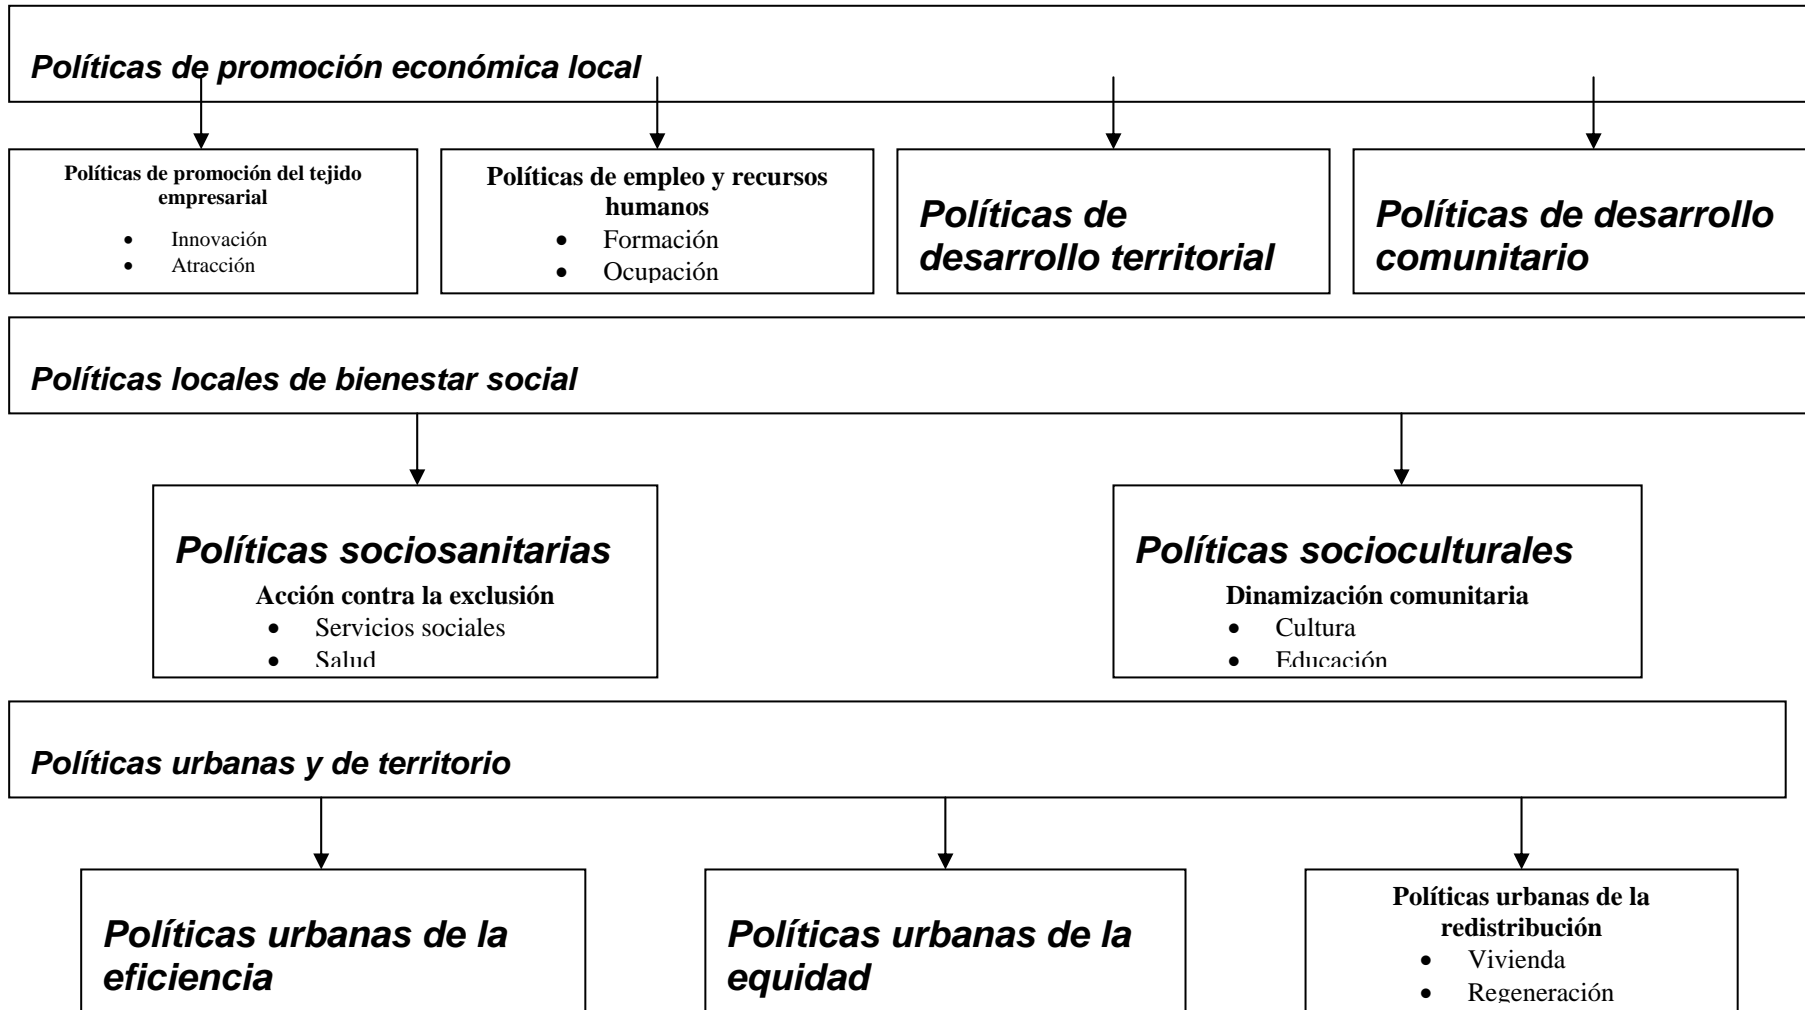 Políticas de promoción económica local
Políticas de promoción del tejido
empresarial
• Innovación
• Atracción
Políticas de empleo y recursos
humanos
• Formación
• Ocupación
Políticas de
desarrollo territorial
Políticas de desarrollo
comunitario
Políticas locales de bienestar social
Políticas sociosanitarias
Acción contra la exclusión
• Servicios sociales
• Salud
Políticas socioculturales
Dinamización comunitaria
• Cultura
• Educación
Políticas urbanas y de territorio
Políticas urbanas de la
eficiencia
Políticas urbanas de la
equidad
Políticas urbanas de la
redistribución
• Vivienda
• Regeneración